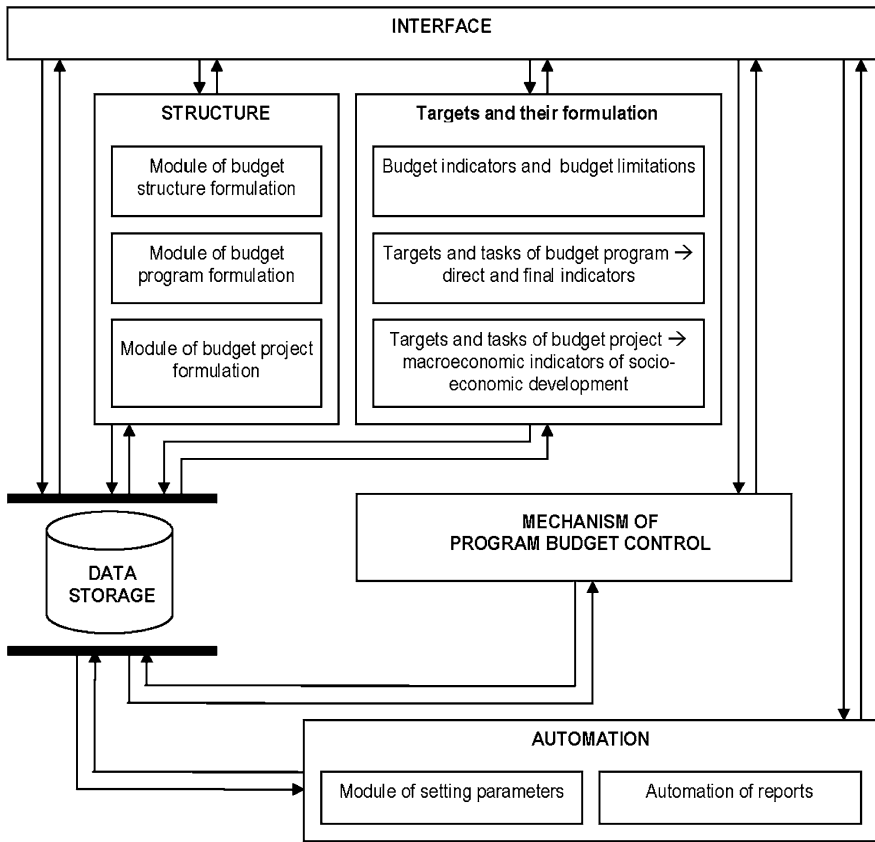 INTERFACE
STRUCTURE
Module of budget
structure formulation
Module of budget
program formulation
Module of budget project
formulation
Targets and their formulation
Budget indicators and budget limitations
Targets and tasks of budget program →
direct and final indicators
Targets and tasks of budget project →
macroeconomic indicators of socio-
economic development
DATA
STORAGE
MECHANISM OF
PROGRAM BUDGET CONTROL
AUTOMATION
Module of setting parameters
Automation of reports